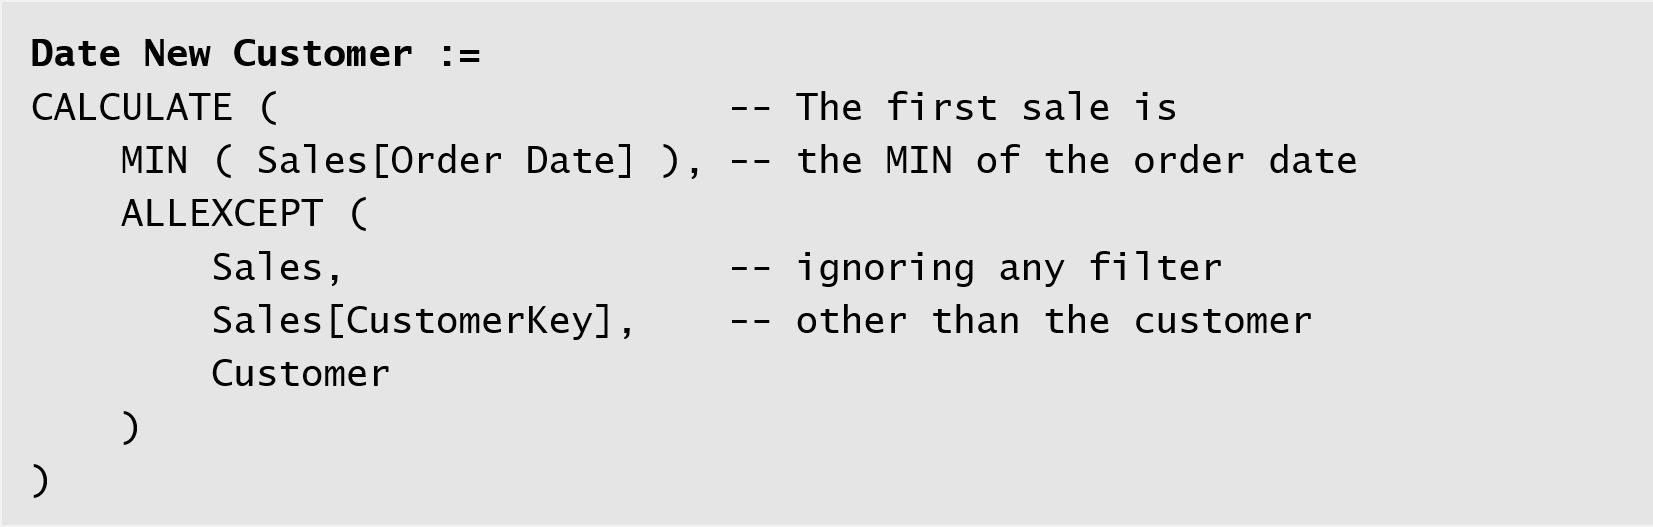 Date New Customer :=
CALCULATE (                    -- The first sale is
    MIN ( Sales[Order Date] ), -- the MIN of the order date
    ALLEXCEPT (
        Sales,                 -- ignoring any filter
        Sales[CustomerKey],    -- other than the customer
        Customer
    )
)